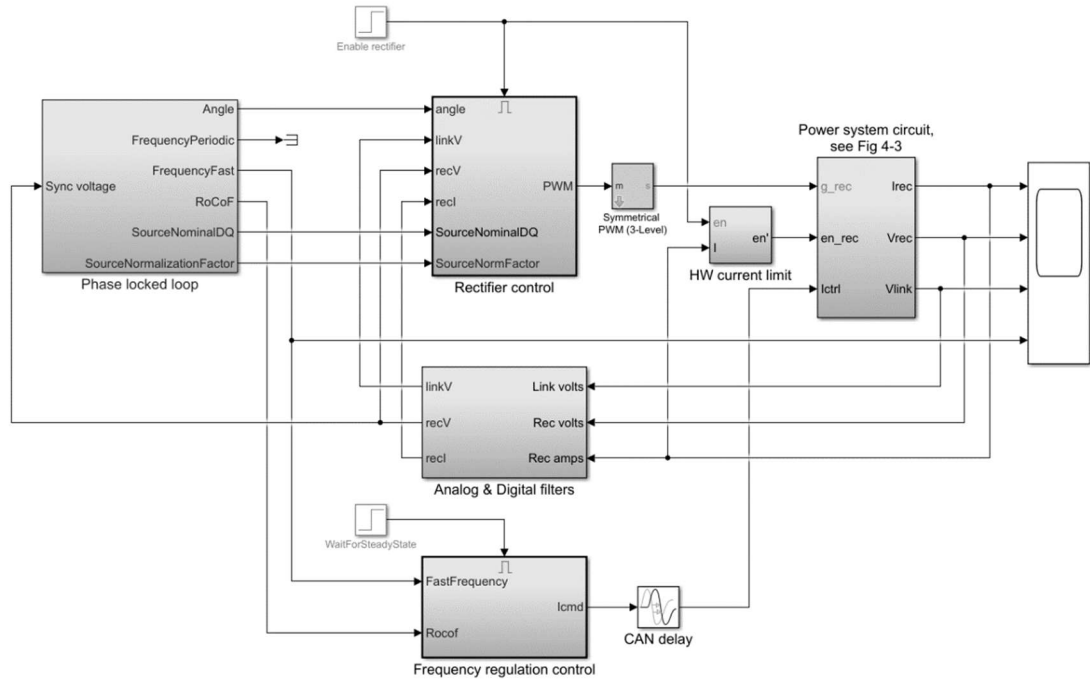 Enable rectifier
Angle
FrequencyPeriodic
FrequencyFast
Sync voltage
RoCoF
SourceNominalDQ
SourceNormalizationFactor
Phase locked loop
angle
linkV
recV
recI
SourceNominalDQ
SourceNormFactor
PWM
Rectifier control
m
s
Symmetrical
PWM (3-Level)
en
I
en'
HW current limit
Power system circuit,
see Fig 4-3
g_rec
en_rec
Ictrl
Irec
Vrec
Vlink
linkV
recV
recI
Link volts
Rec volts
Rec amps
Analog & Digital filters
WaitForSteadyState
FastFrequency
Rocof
Icmd
Frequency regulation control
CAN delay